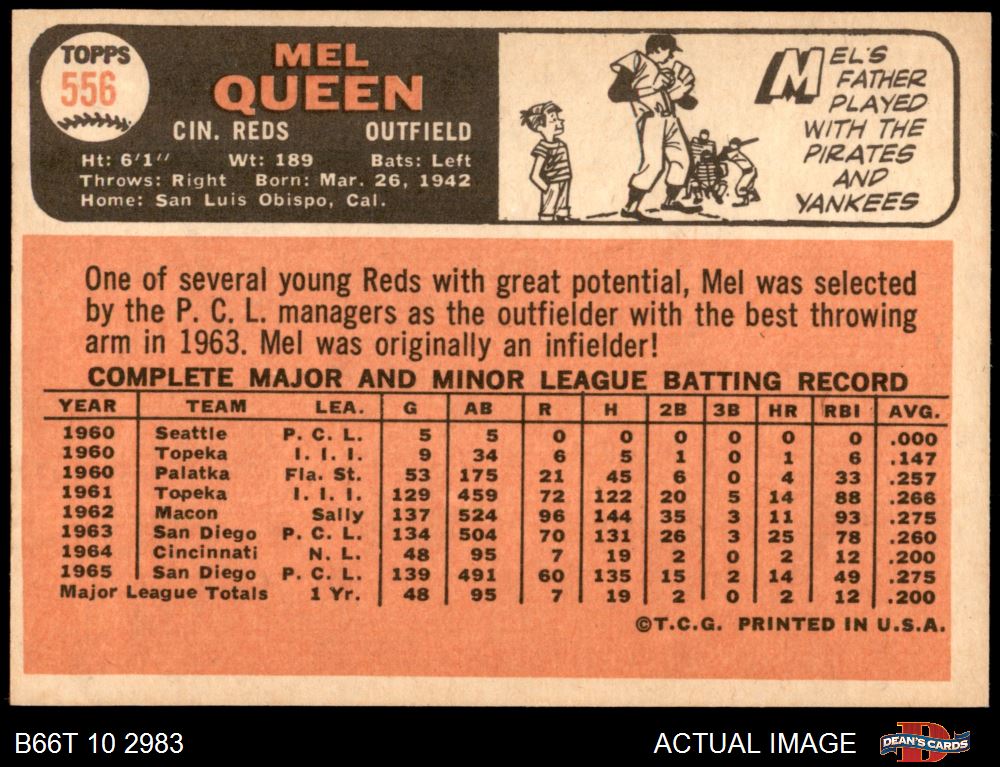 TOPPS
556
MEL
QUEEN
CIN. REDS OUTFIELD
Ht: 6'1" Wt: 189 Bats: Left
Throws: Right Born: Mar. 26, 1942
Home: San Luis Obispo, Cal.
MEL'S
FATHER
PLAYED
WITH THE
PIRATES
AND
YANKEES
One of several young Reds with great potential, Mel was selected
by the P. C. L. managers as the outfielder with the best throwing
arm in 1963. Mel was originally an infielder!
COMPLETE MAJOR AND MINOR LEAGUE BATTING RECORD
YEAR TEAM LEA. G AB R H 2B 3B HR RBI AVG.
1960 Seattle P. C. L. 5 5 0 0 0 0 0 0 .000
1960 Topeka I. I. I. 9 34 6 5 1 0 1 6 .147
1960 Palatka Fla. St. 53 175 21 45 6 0 4 33 .257
1961 Topeka I. I. I. 129 459 72 122 20 5 14 88 .266
1962 Macon Sally 137 524 96 144 35 3 11 93 .275
1963 San Diego P. C. L. 134 504 70 131 26 3 25 78 .260
1964 Cincinnati N. L. 48 95 7 19 2 0 2 12 .200
1965 San Diego P. C. L. 139 491 60 135 15 2 14 49 .275
Major League Totals 1 Yr. 48 95 7 19 2 0 2 12 .200
©T.C.G. PRINTED IN U.S.A.
B66T 10 2983 ACTUAL IMAGE
DEAN'S CARDS